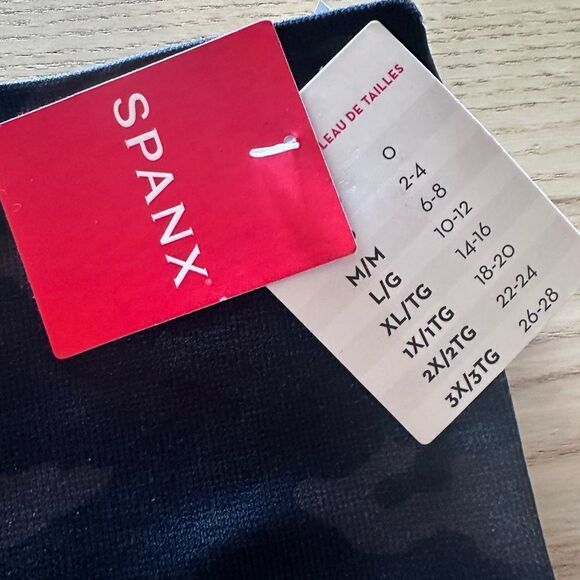 SPANX
LEAU DE TAILLES
0
2-4
M/M 6-8
L/G 10-12
XL/TG 14-16
1X/1TG 18-20
2X/2TG 22-24
3X/3TG 26-28